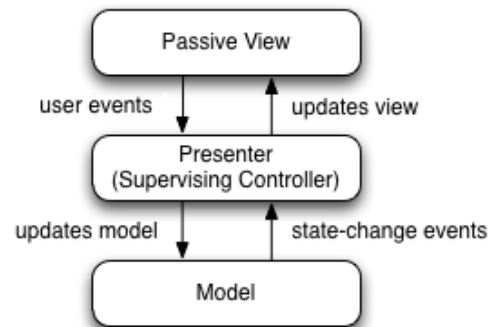 Passive View
user events
updates view
Presenter
(Supervising Controller)
updates model
state-change events
Model